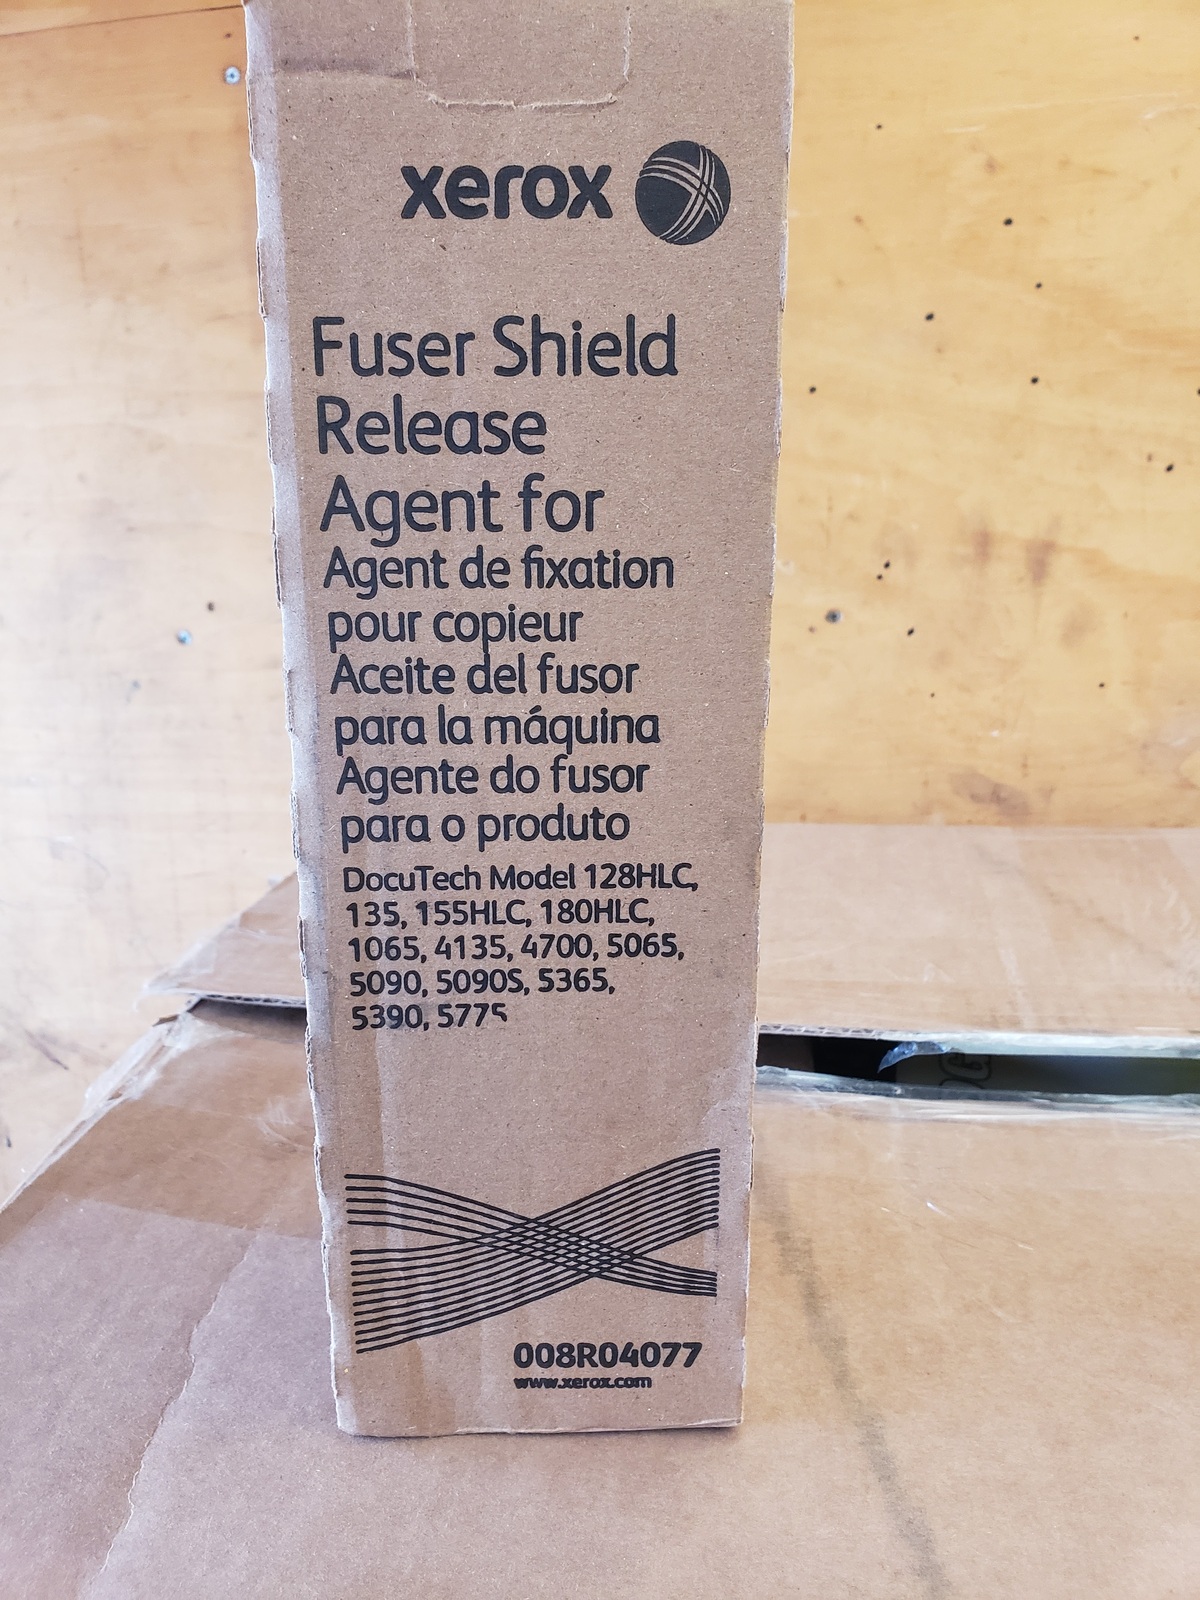 xerox
Fuser Shield
Release
Agent for
Agent de fixation
pour copieur
Aceite del fusor
para la máquina
Agente do fusor
para o produto
DocuTech Model 128HLC,
135, 155HLC, 180HLC,
1065, 4135, 4700, 5065,
5090, 5090S, 5365,
5390, 5775
008R04077
www.xerox.com